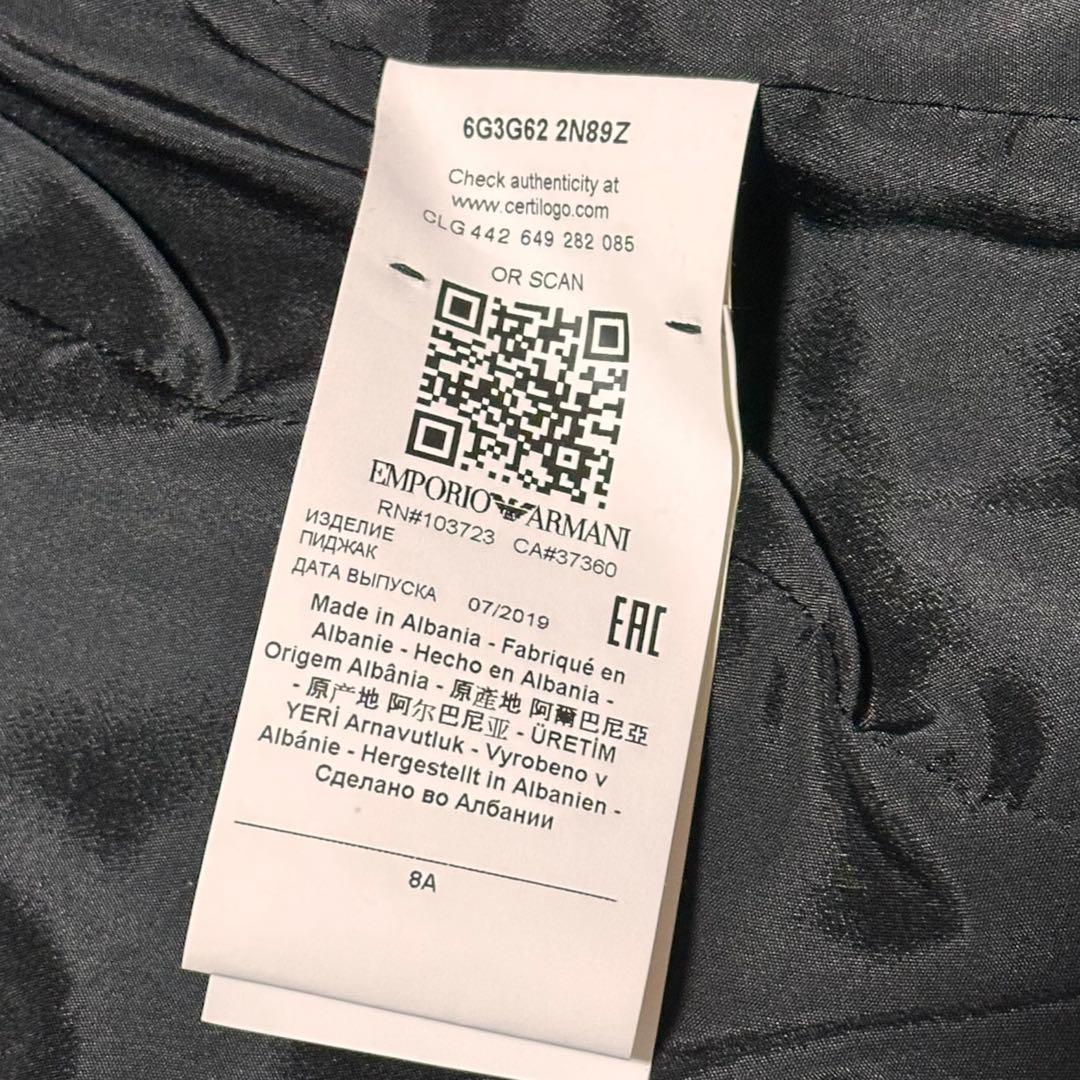 6G3G62 2N89Z
Check authenticity at
www.certilogo.com
CLG 442 649 282 085
OR SCAN
EMPORIO ARMANI
RN#103723 CA#37360
ИЗДЕЛИЕ
ПИДЖАК
ДАТА ВЫПУСКА 07/2019
EAC
Made in Albania - Fabriqué en
Albanie - Hecho en Albania -
Origem Albânia - 原產地 阿爾巴尼亞
- 原产地 阿尔巴尼亚 - ÜRETİM
YERİ Arnavutluk - Vyrobeno v
Albánie - Hergestellt in Albanien -
Сделано во Албании
8A